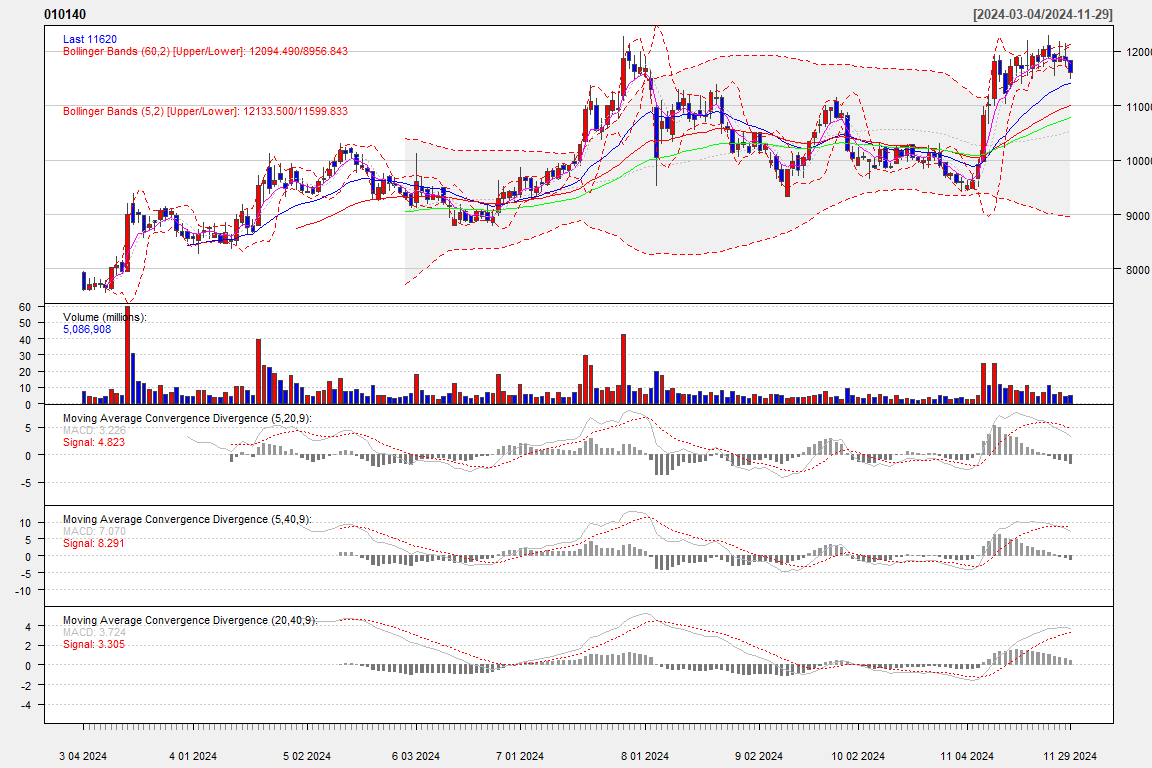 010140 [2024-03-04/2024-11-29]
Last 11620
Bollinger Bands (60,2) [Upper/Lower]: 12094.490/8956.843
Bollinger Bands (5,2) [Upper/Lower]: 12133.500/11599.833
12000
11000
10000
9000
8000
Volume (millions):
5,086,908
60
50
40
30
20
10
0
Moving Average Convergence Divergence (5,20,9):
MACD: 3.226
Signal: 4.823
5
0
-5
Moving Average Convergence Divergence (5,40,9):
MACD: 7.070
Signal: 8.291
10
5
0
-5
-10
Moving Average Convergence Divergence (20,40,9):
MACD: 3.724
Signal: 3.305
4
2
0
-2
-4
3 04 2024 4 01 2024 5 02 2024 6 03 2024 7 01 2024 8 01 2024 9 02 2024 10 02 2024 11 04 2024 11 29 2024